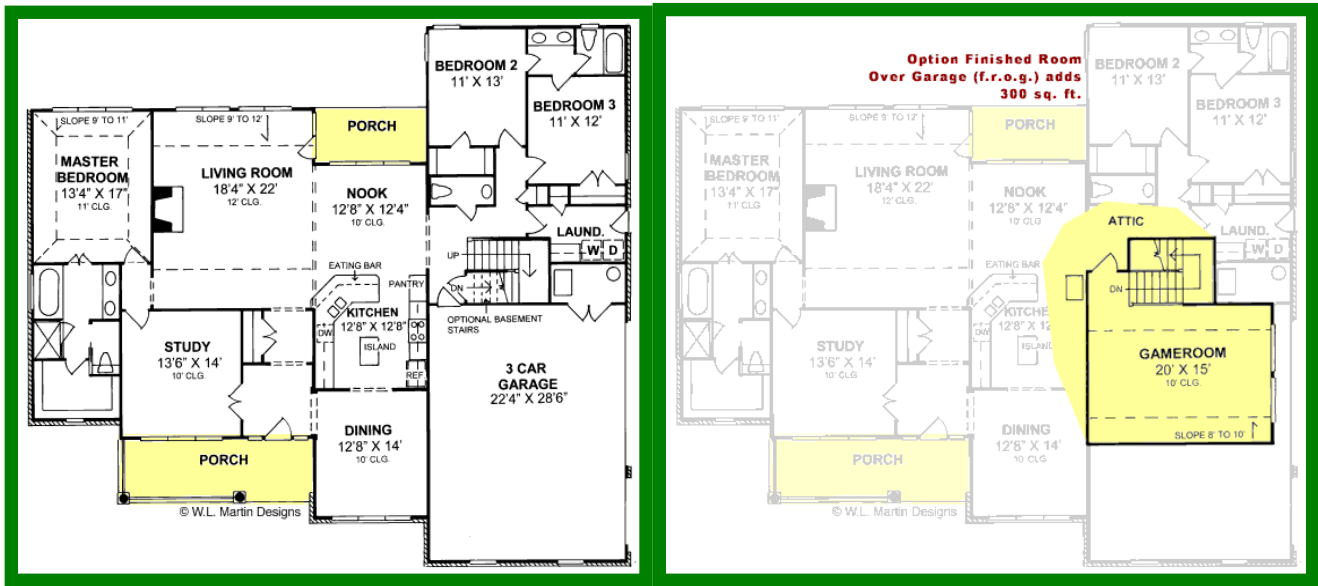 BEDROOM 2
11' X 13'
BEDROOM 3
11' X 12'
PORCH
SLOPE 9' TO 11'
SLOPE 9' TO 12'
MASTER
BEDROOM
13'4" X 17"
11' CLG.
LIVING ROOM
18'4" X 22'
12' CLG.
NOOK
12'8" X 12'4"
10' CLG.
LAUND.
W D
UP
EATING BAR
PANTRY
DN
OPTIONAL BASEMENT
STAIRS
KITCHEN
12'8" X 12'8"
DW
ISLAND
REF
STUDY
13'6" X 14'
10' CLG.
3 CAR
GARAGE
22'4" X 28'6"
DINING
12'8" X 14'
10' CLG.
PORCH
© W.L. Martin Designs
Option Finished Room
Over Garage (f.r.o.g.) adds
300 sq. ft.
BEDROOM 2
11' X 13'
BEDROOM 3
11' X 12'
PORCH
SLOPE 9' TO 11'
SLOPE 9' TO 12'
MASTER
BEDROOM
13'4" X 17"
11' CLG.
LIVING ROOM
18'4" X 22'
12' CLG.
NOOK
12'8" X 12'4"
10' CLG.
ATTIC
LAUND.
W D
EATING BAR
DN
KITCHE
12'8" X 12
DW
ISLAND
STUDY
13'6" X 14'
10' CLG.
GAMEROOM
20' X 15'
10' CLG.
SLOPE 8' TO 10'
DINING
12'8" X 14'
10' CLG.
PORCH
© W.L. Martin Designs